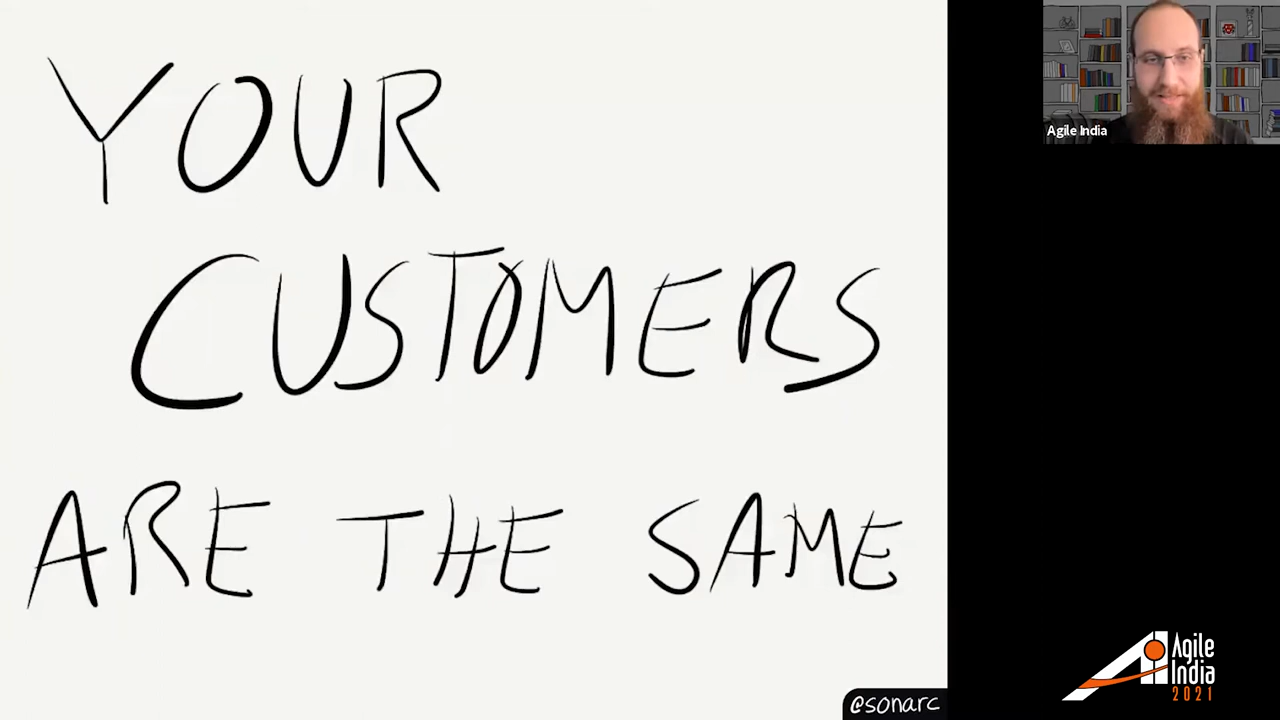 YOUR
CUSTOMERS
ARE THE SAME
@sonarc
Agile India
Agile
India
2021